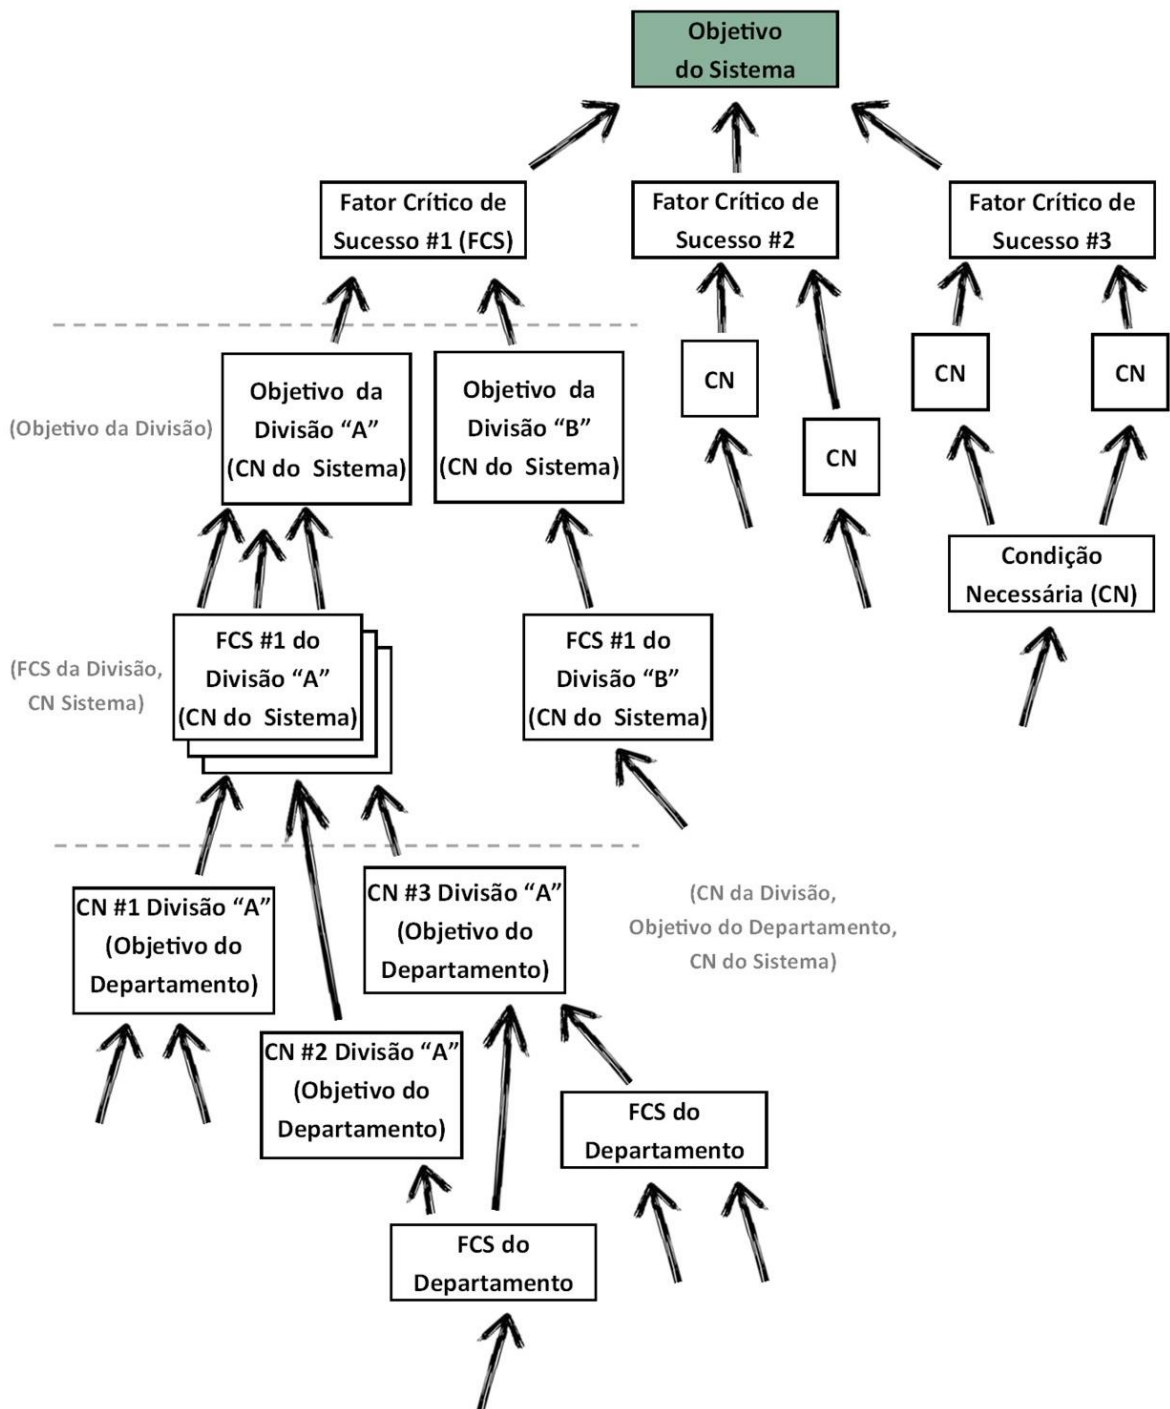 Objetivo
do Sistema
Fator Crítico de
Sucesso #1 (FCS)
Fator Crítico de
Sucesso #2
Fator Crítico de
Sucesso #3
(Objetivo da Divisão)
Objetivo da
Divisão “A”
(CN do Sistema)
Objetivo da
Divisão “B”
(CN do Sistema)
CN
CN
CN
CN
Condição
Necessária (CN)
(FCS da Divisão,
CN Sistema)
FCS #1 do
Divisão “A”
(CN do Sistema)
FCS #1 do
Divisão “B”
(CN do Sistema)
CN #1 Divisão “A”
(Objetivo do
Departamento)
CN #3 Divisão “A”
(Objetivo do
Departamento)
(CN da Divisão,
Objetivo do Departamento,
CN do Sistema)
CN #2 Divisão “A”
(Objetivo do
Departamento)
FCS do
Departamento
FCS do
Departamento